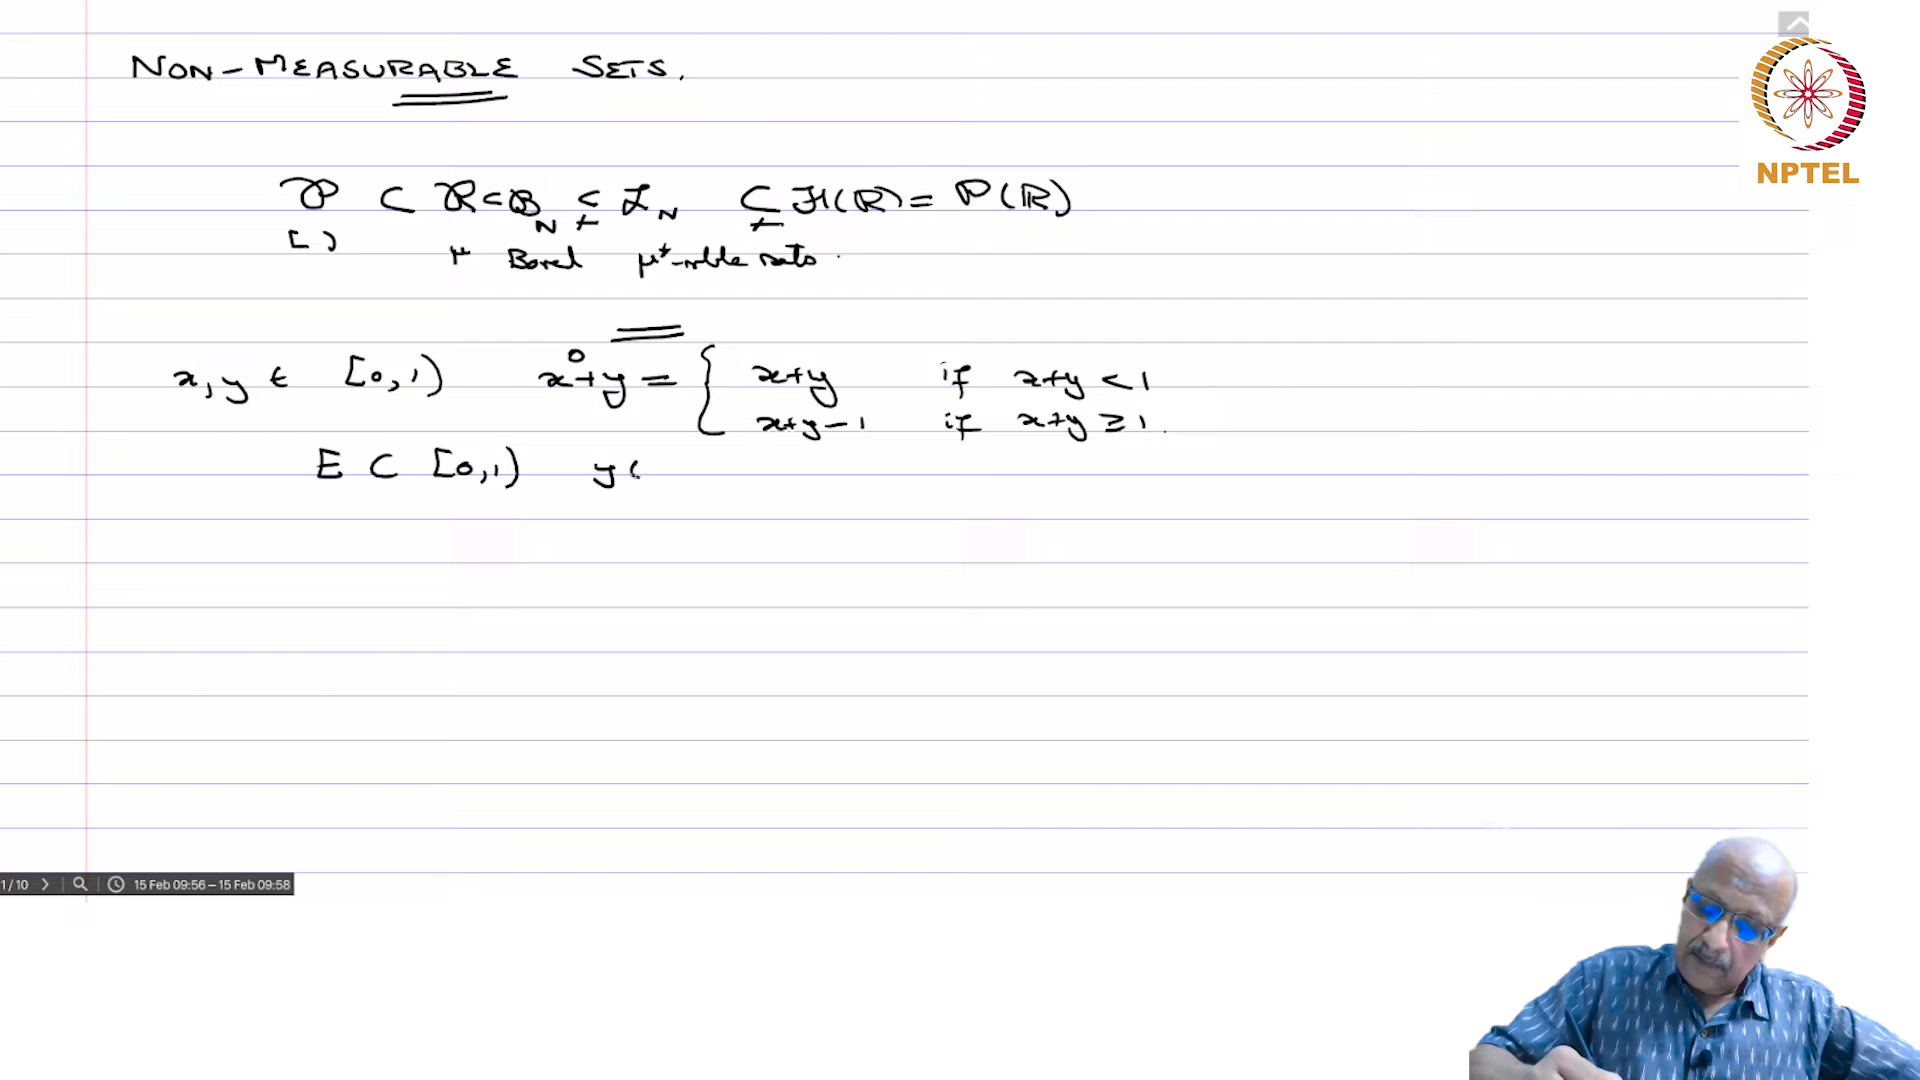 NON-MEASURABLE SETS.
NPTEL
𝒫 ⊂ ℛ ⊂ ℬ_N ⊊ ℒ_N ⊊ ℋ(ℝ) = 𝒫(ℝ)
[ ) μ Borel μ*-mble sets.
x, y ∈ [0,1) x +° y = { x+y if x+y < 1
x+y-1 if x+y ≥ 1.
E ⊂ [0,1) y (
1/10 15 Feb 09:56 – 15 Feb 09:58